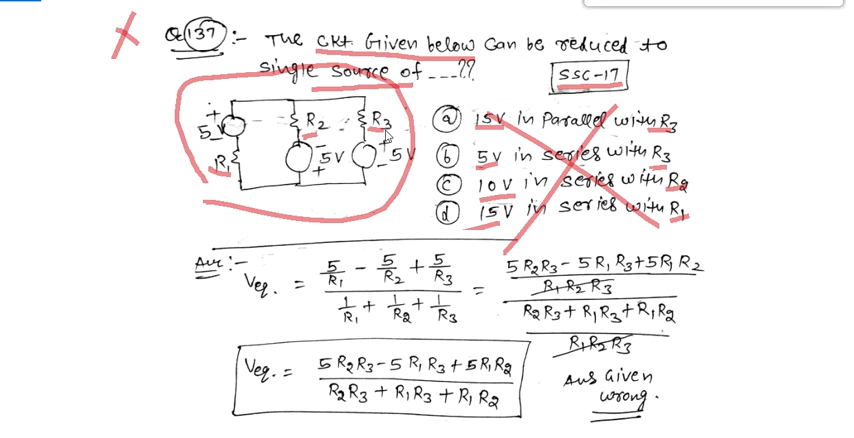 Q(137) :- The ckt. Given below Can be reduced to
single source of ___??
SSC-17
+
5V
-
R1
R2
-
5V
+
R3
+
5V
-
(a) 15V in Parallel with R3
(b) 5V in series with R3
(c) 10V in series with R2
(d) 15V in series with R1
Ans:-
Veq. = (5/R1 - 5/R2 + 5/R3) / (1/R1 + 1/R2 + 1/R3) = ((5R2R3 - 5R1R3 + 5R1R2) / R1R2R3) / ((R2R3 + R1R3 + R1R2) / R1R2R3)
Veq. = (5R2R3 - 5R1R3 + 5R1R2) / (R2R3 + R1R3 + R1R2)
Ans Given
wrong.